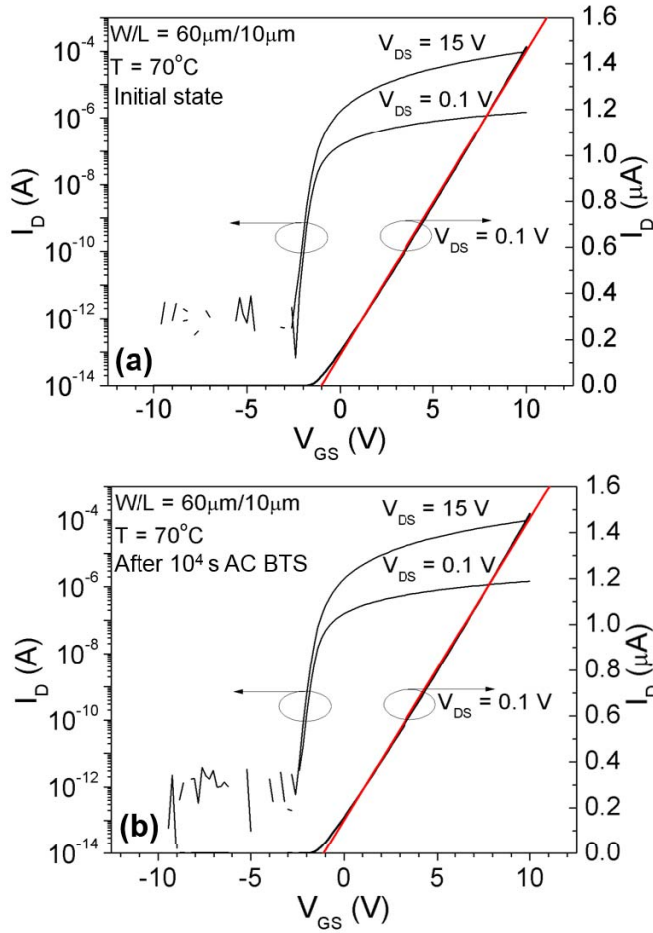 W/L = 60μm/10μm
T = 70°C
Initial state
V_DS = 15 V
V_DS = 0.1 V
V_DS = 0.1 V
(a)
10⁻⁴
10⁻⁶
10⁻⁸
10⁻¹⁰
10⁻¹²
10⁻¹⁴
I_D (A)
1.6
1.4
1.2
1.0
0.8
0.6
0.4
0.2
0.0
I_D (μA)
-10
-5
0
5
10
V_GS (V)
W/L = 60μm/10μm
T = 70°C
After 10⁴ s AC BTS
V_DS = 15 V
V_DS = 0.1 V
V_DS = 0.1 V
(b)
10⁻⁴
10⁻⁶
10⁻⁸
10⁻¹⁰
10⁻¹²
10⁻¹⁴
I_D (A)
1.6
1.4
1.2
1.0
0.8
0.6
0.4
0.2
0.0
I_D (μA)
-10
-5
0
5
10
V_GS (V)